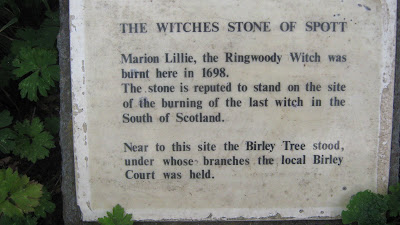 THE WITCHES STONE OF SPOTT
Marion Lillie, the Ringwoody Witch was
burnt here in 1698.
The stone is reputed to stand on the site
of the burning of the last witch in the
South of Scotland.
Near to this site the Birley Tree stood,
under whose branches the local Birley
Court was held.